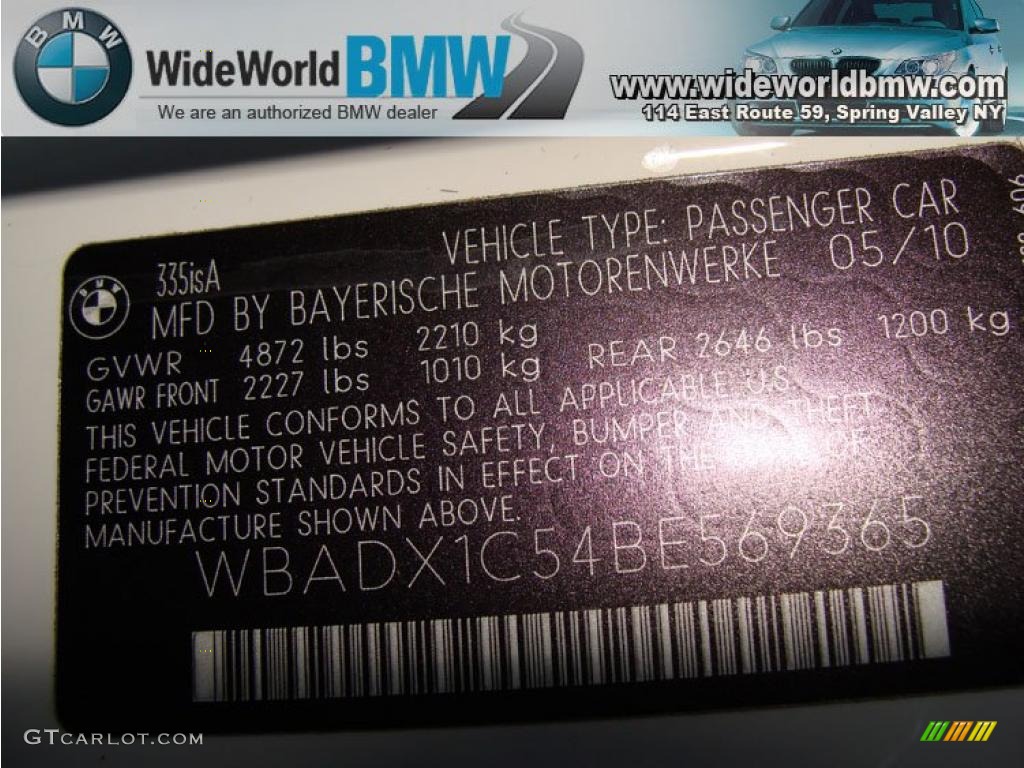 BMW
WideWorld BMW
We are an authorized BMW dealer
www.wideworldbmw.com
114 East Route 59, Spring Valley NY
335isA
VEHICLE TYPE: PASSENGER CAR
MFD BY BAYERISCHE MOTORENWERKE 05/10
GVWR 4872 lbs 2210 kg
GAWR FRONT 2227 lbs 1010 kg REAR 2646 lbs 1200 kg
THIS VEHICLE CONFORMS TO ALL APPLICABLE U.S.
FEDERAL MOTOR VEHICLE SAFETY, BUMPER AND THEFT
PREVENTION STANDARDS IN EFFECT ON THE DATE OF
MANUFACTURE SHOWN ABOVE.
WBADX1C54BE569365
GTCARLOT.COM